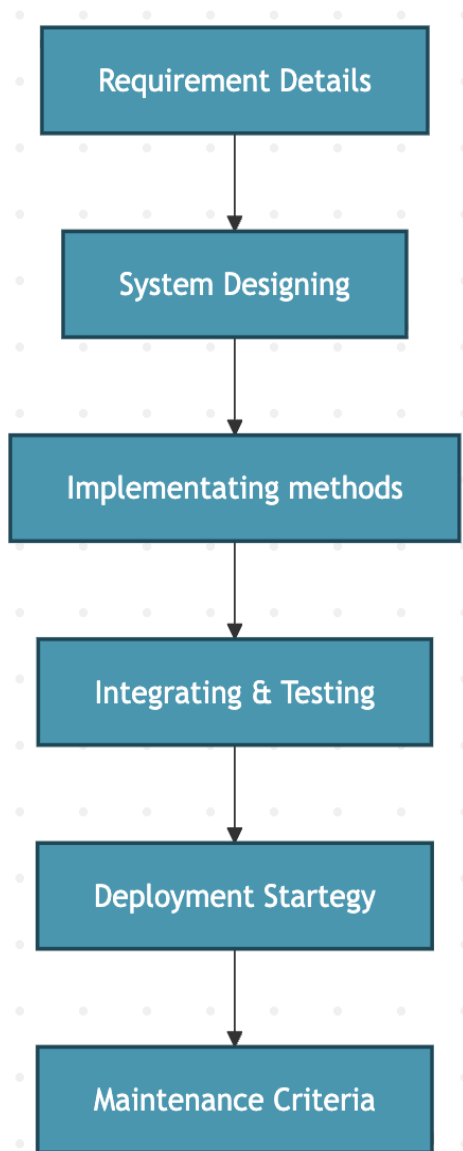 Requirement Details
System Designing
Implementating methods
Integrating & Testing
Deployment Startegy
Maintenance Criteria